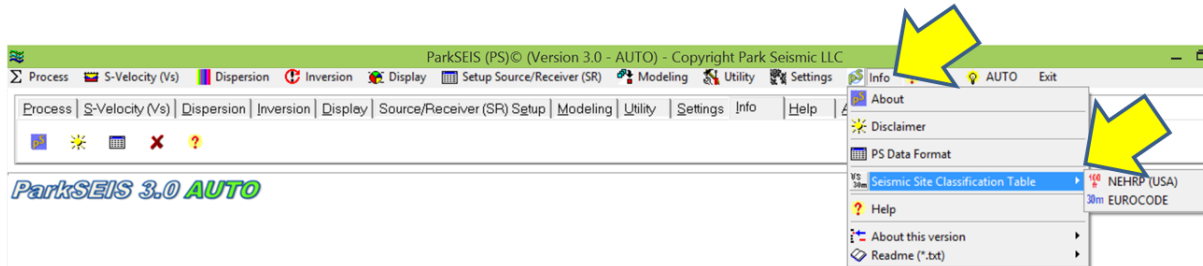 ParkSEIS (PS)© (Version 3.0 - AUTO) - Copyright Park Seismic LLC
Process S-Velocity (Vs) Dispersion Inversion Display Setup Source/Receiver (SR) Modeling Utility Settings Info AUTO Exit
Process S-Velocity (Vs) Dispersion Inversion Display Source/Receiver (SR) Setup Modeling Utility Settings Info Help
ParkSEIS 3.0 AUTO
About
Disclaimer
PS Data Format
Seismic Site Classification Table
NEHRP (USA)
EUROCODE
Help
About this version
Readme (*.txt)